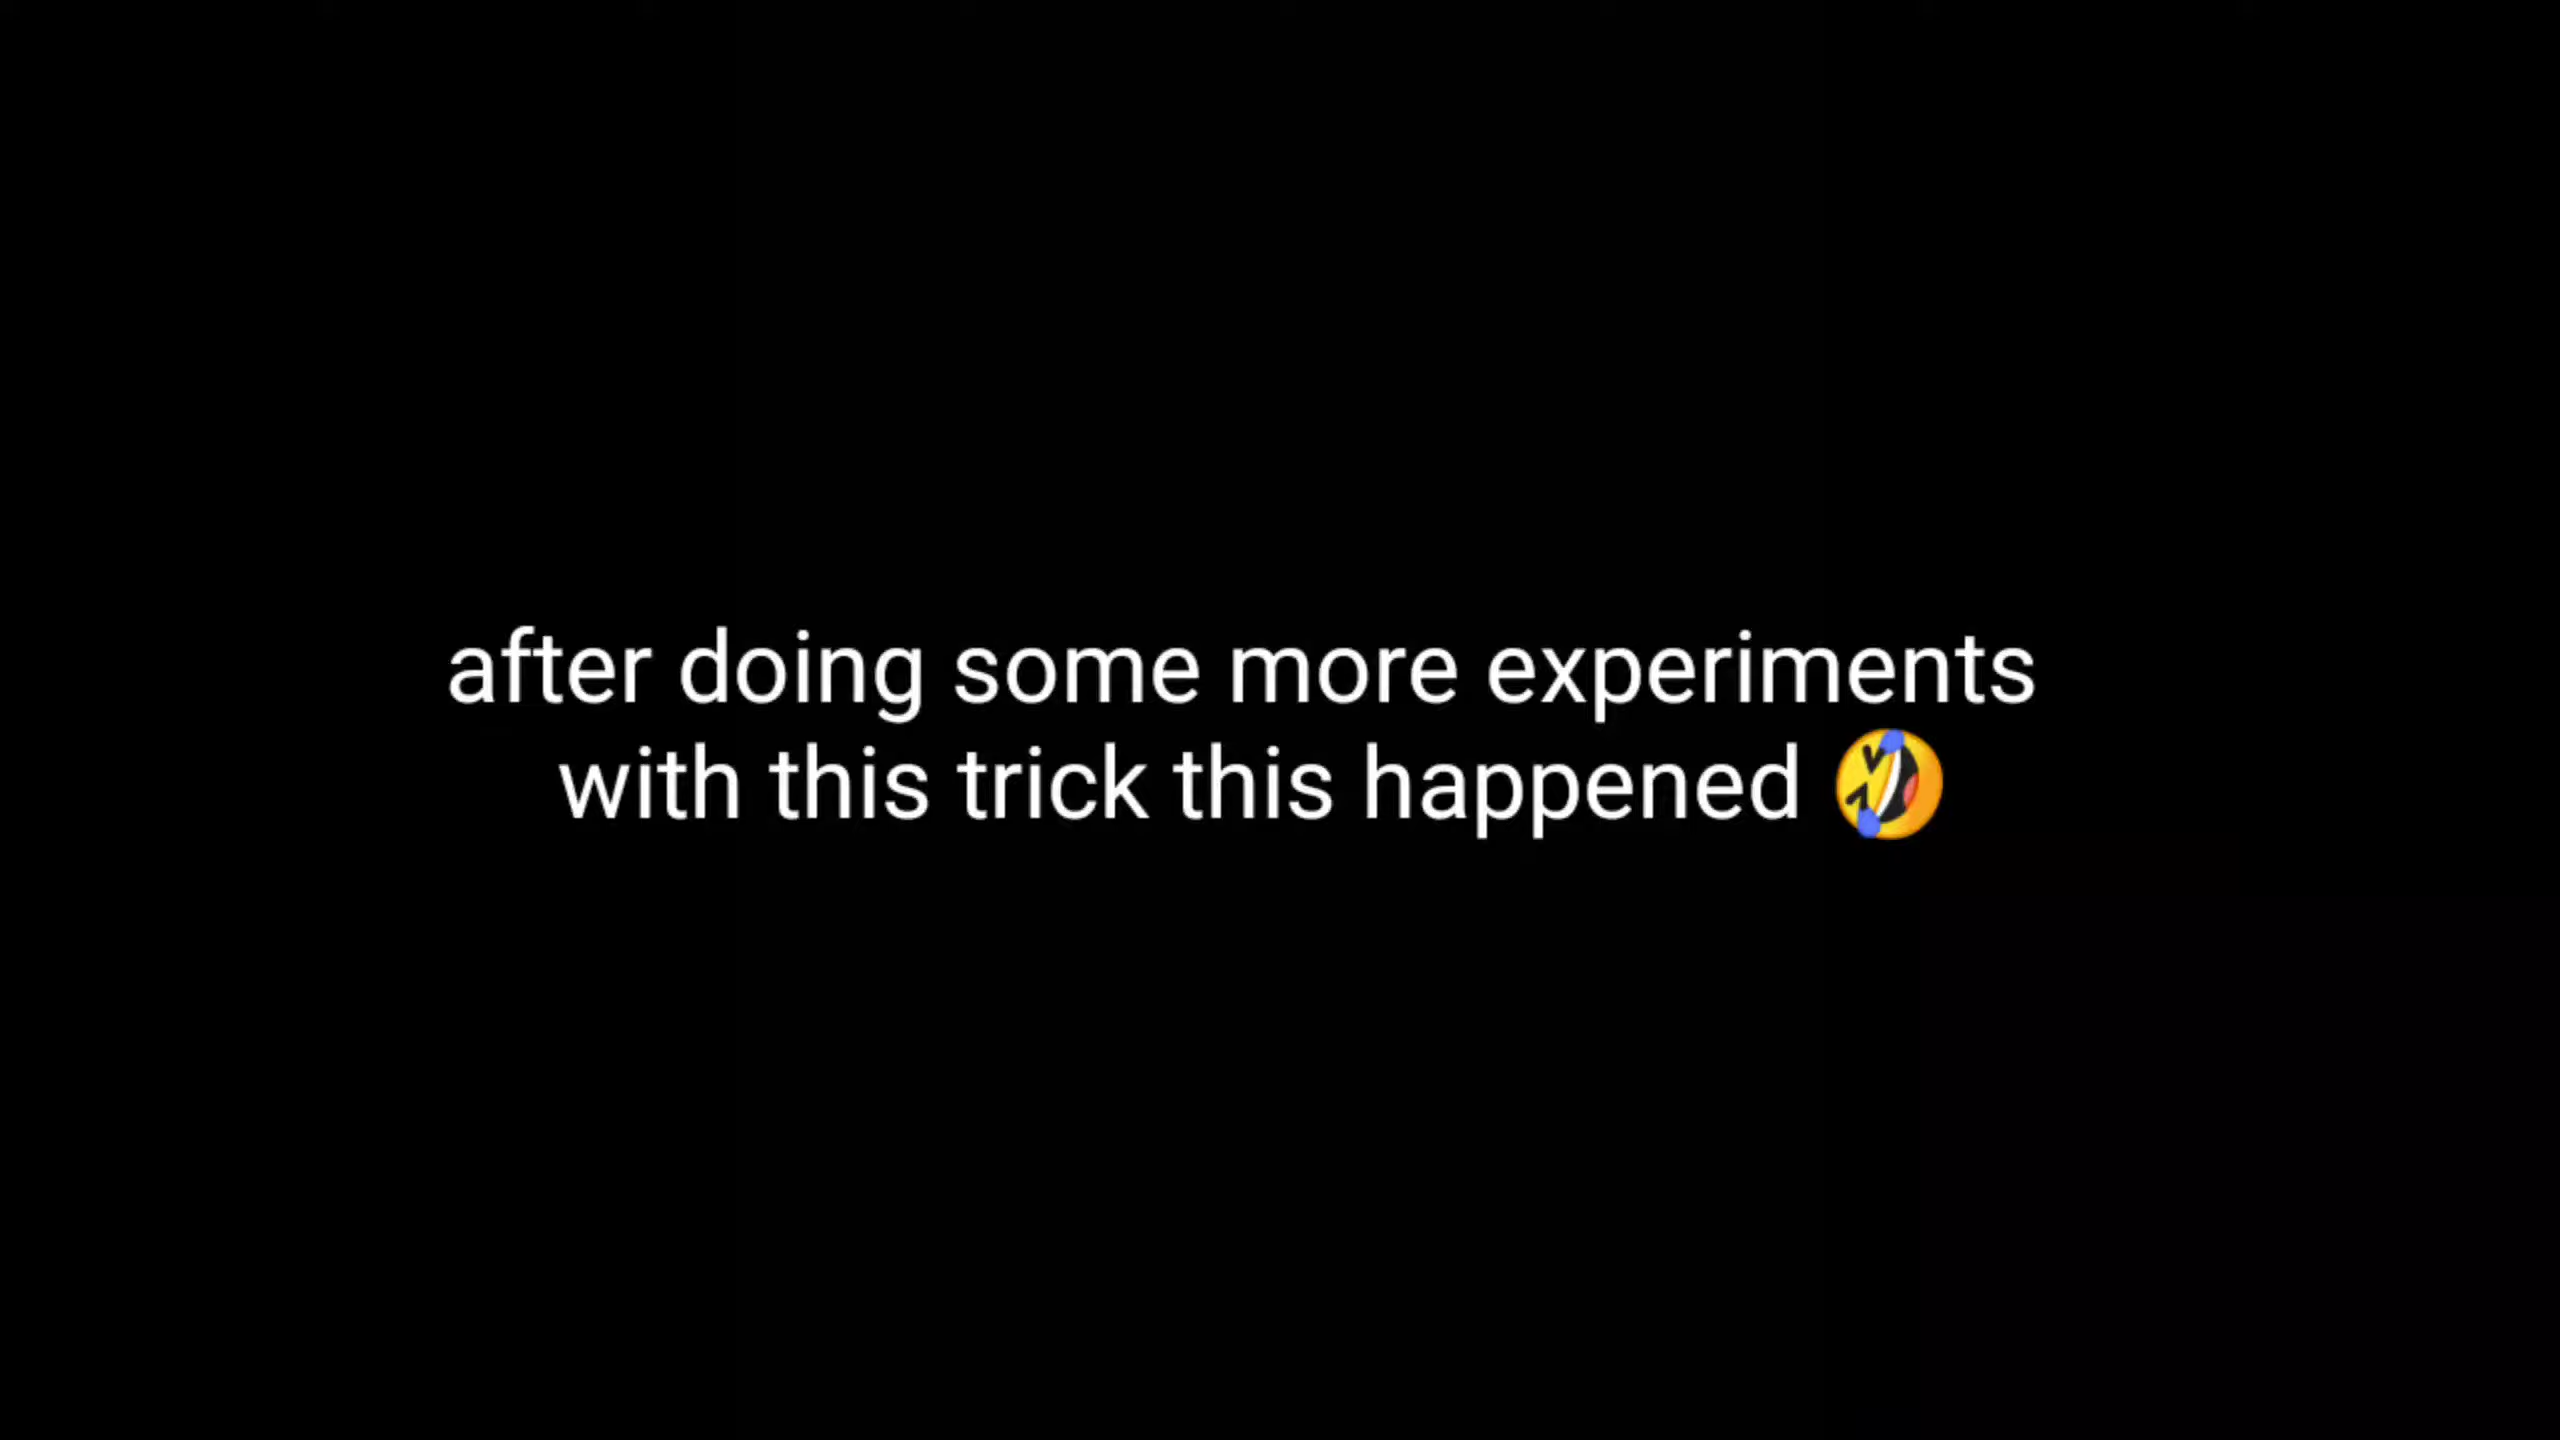 after doing some more experiments
with this trick this happened 🤣